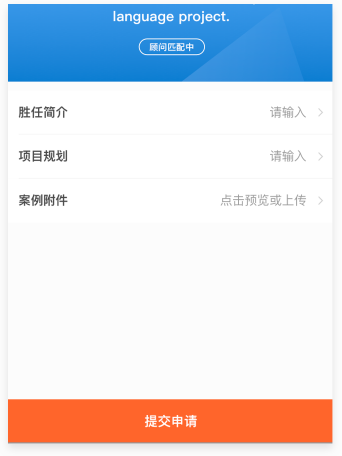 language project.
顾问匹配中
胜任简介 请输入
项目规划 请输入
案例附件 点击预览或上传
提交申请